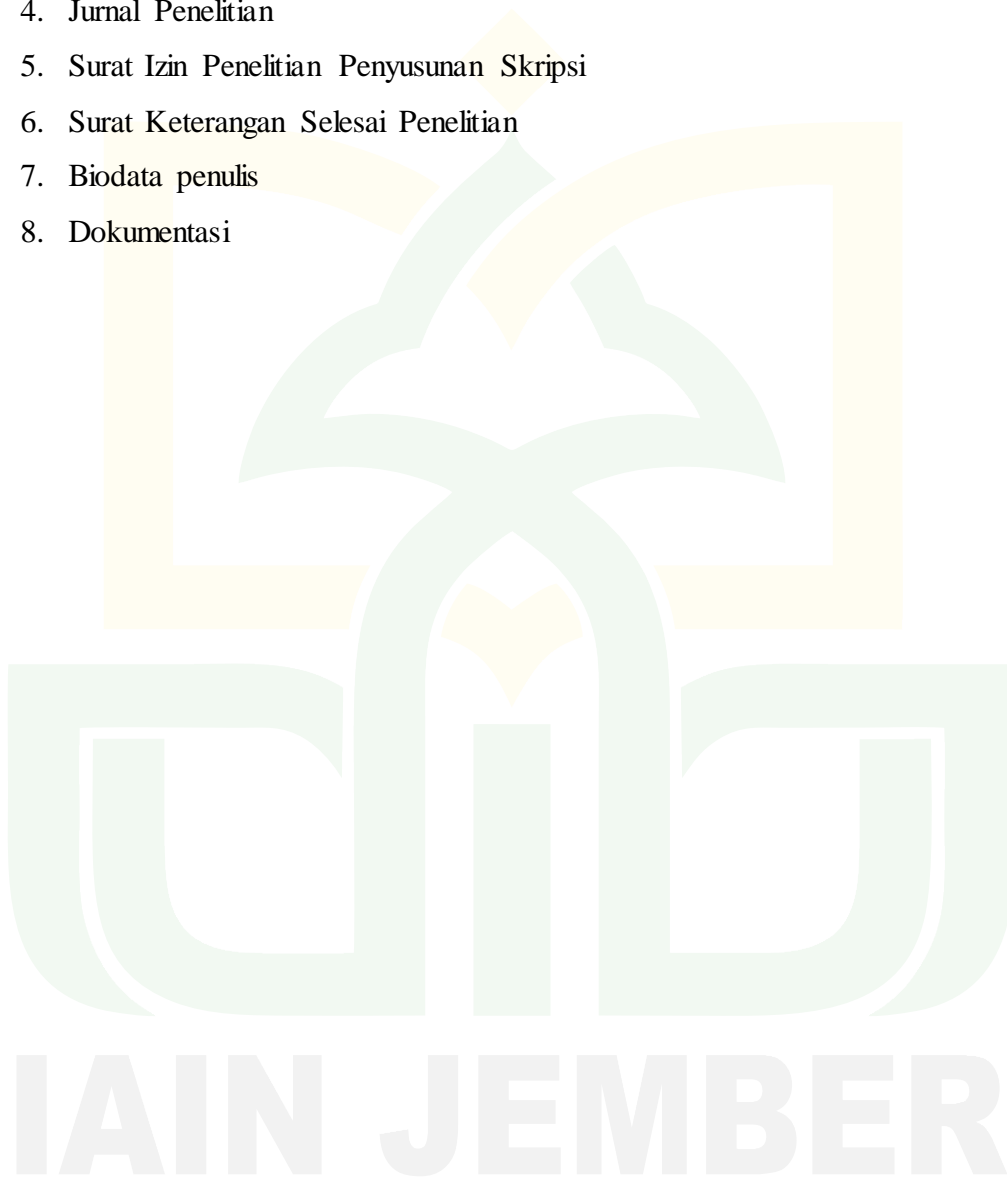 4. Jurnal Penelitian
5. Surat Izin Penelitian Penyusunan Skripsi
6. Surat Keterangan Selesai Penelitian
7. Biodata penulis
8. Dokumentasi
IAIN JEMBER